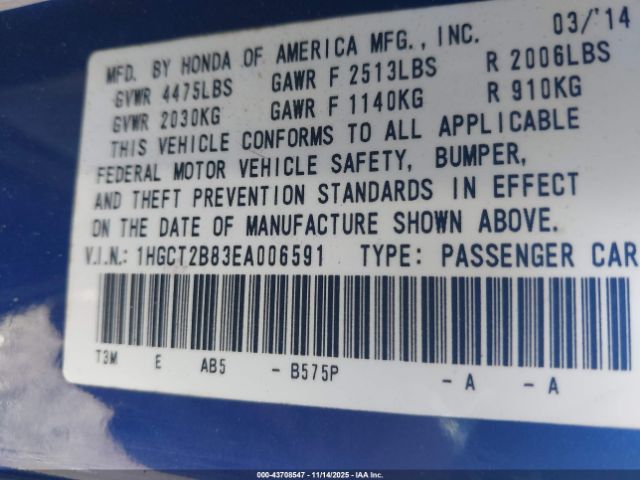 MFD. BY HONDA OF AMERICA MFG., INC. 03/'14
GVWR 4475LBS GAWR F 2513LBS R 2006LBS
GVWR 2030KG GAWR F 1140KG R 910KG
THIS VEHICLE CONFORMS TO ALL APPLICABLE
FEDERAL MOTOR VEHICLE SAFETY, BUMPER,
AND THEFT PREVENTION STANDARDS IN EFFECT
ON THE DATE OF MANUFACTURE SHOWN ABOVE.
V.I.N.: 1HGCT2B83EA006591 TYPE: PASSENGER CAR
T3M E AB5 - B575P - A - A
000-43708547 - 11/14/2025 - IAA Inc.